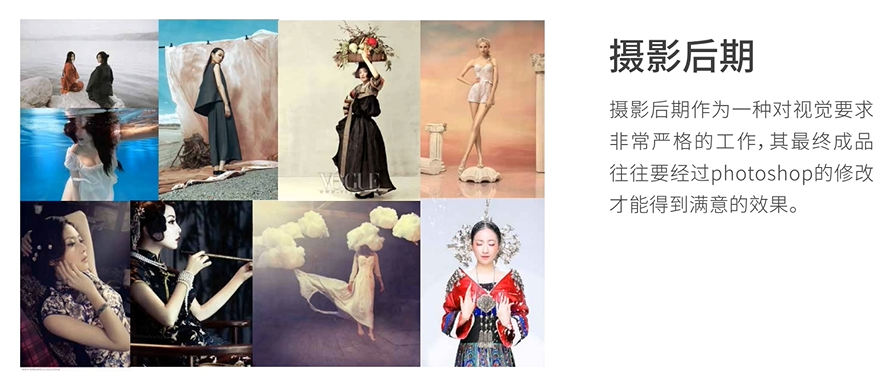 摄影后期
摄影后期作为一种对视觉要求
非常严格的工作，其最终成品
往往要经过photoshop的修改
才能得到满意的效果。
VOGUE